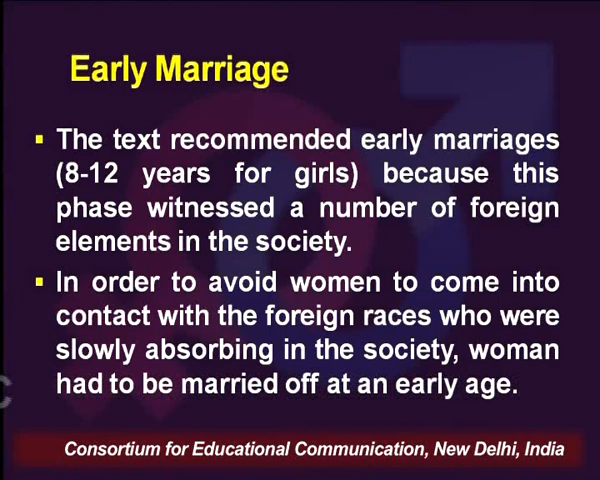 Early Marriage
▪ The text recommended early marriages
(8-12 years for girls) because this
phase witnessed a number of foreign
elements in the society.
▪ In order to avoid women to come into
contact with the foreign races who were
slowly absorbing in the society, woman
had to be married off at an early age.
C
Consortium for Educational Communication, New Delhi, India